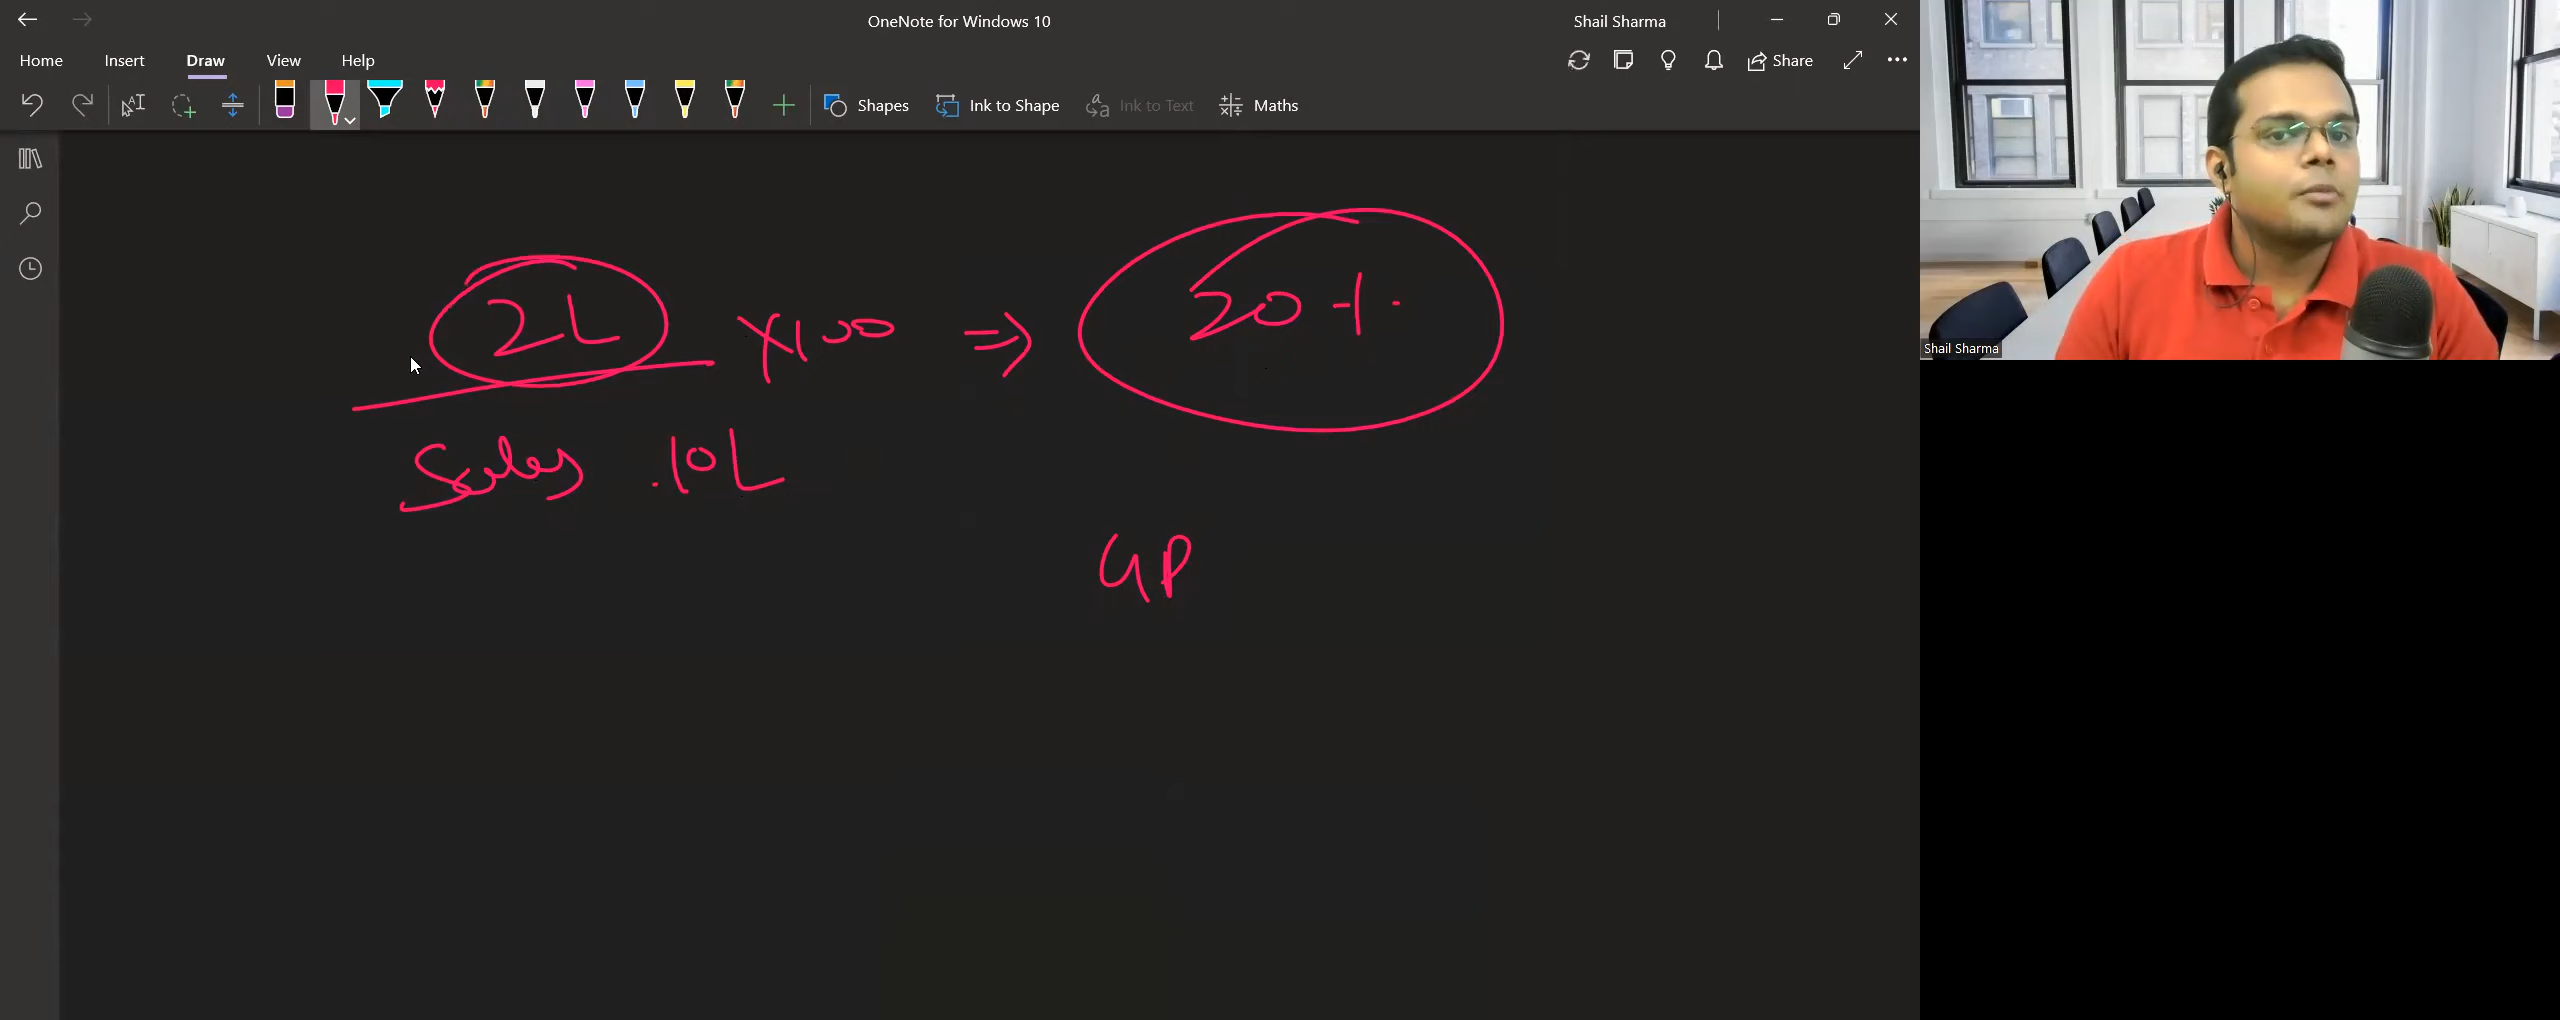 OneNote for Windows 10
Shail Sharma
Home Insert Draw View Help
Share
Shapes Ink to Shape Ink to Text Maths
2L X100 ⇒ 20 %
Sales .10L
GP
Shail Sharma